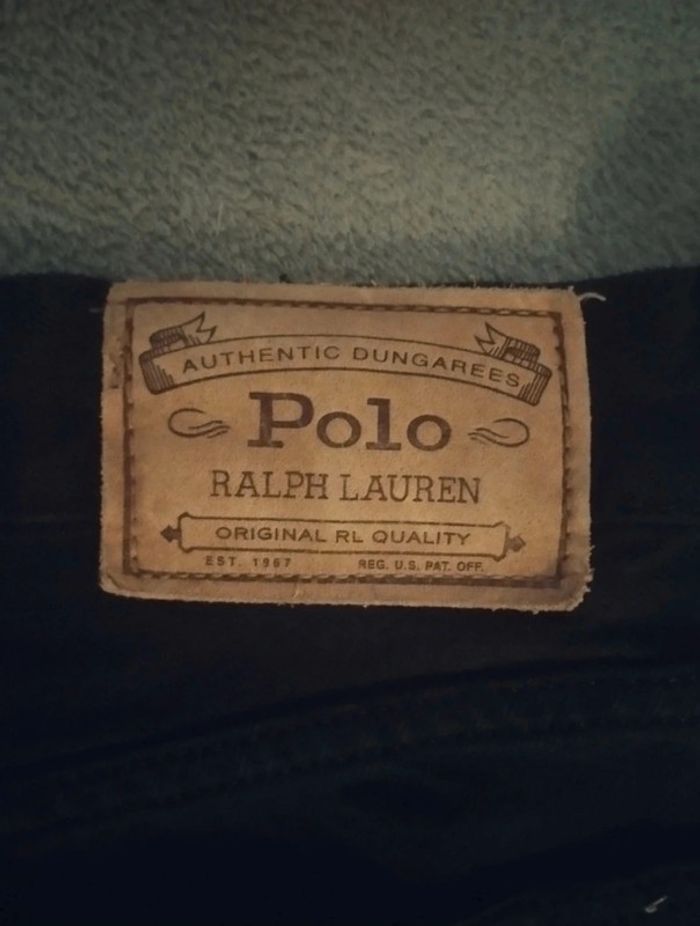 AUTHENTIC DUNGAREES
Polo
RALPH LAUREN
ORIGINAL RL QUALITY
EST. 1967 REG. U.S. PAT. OFF.